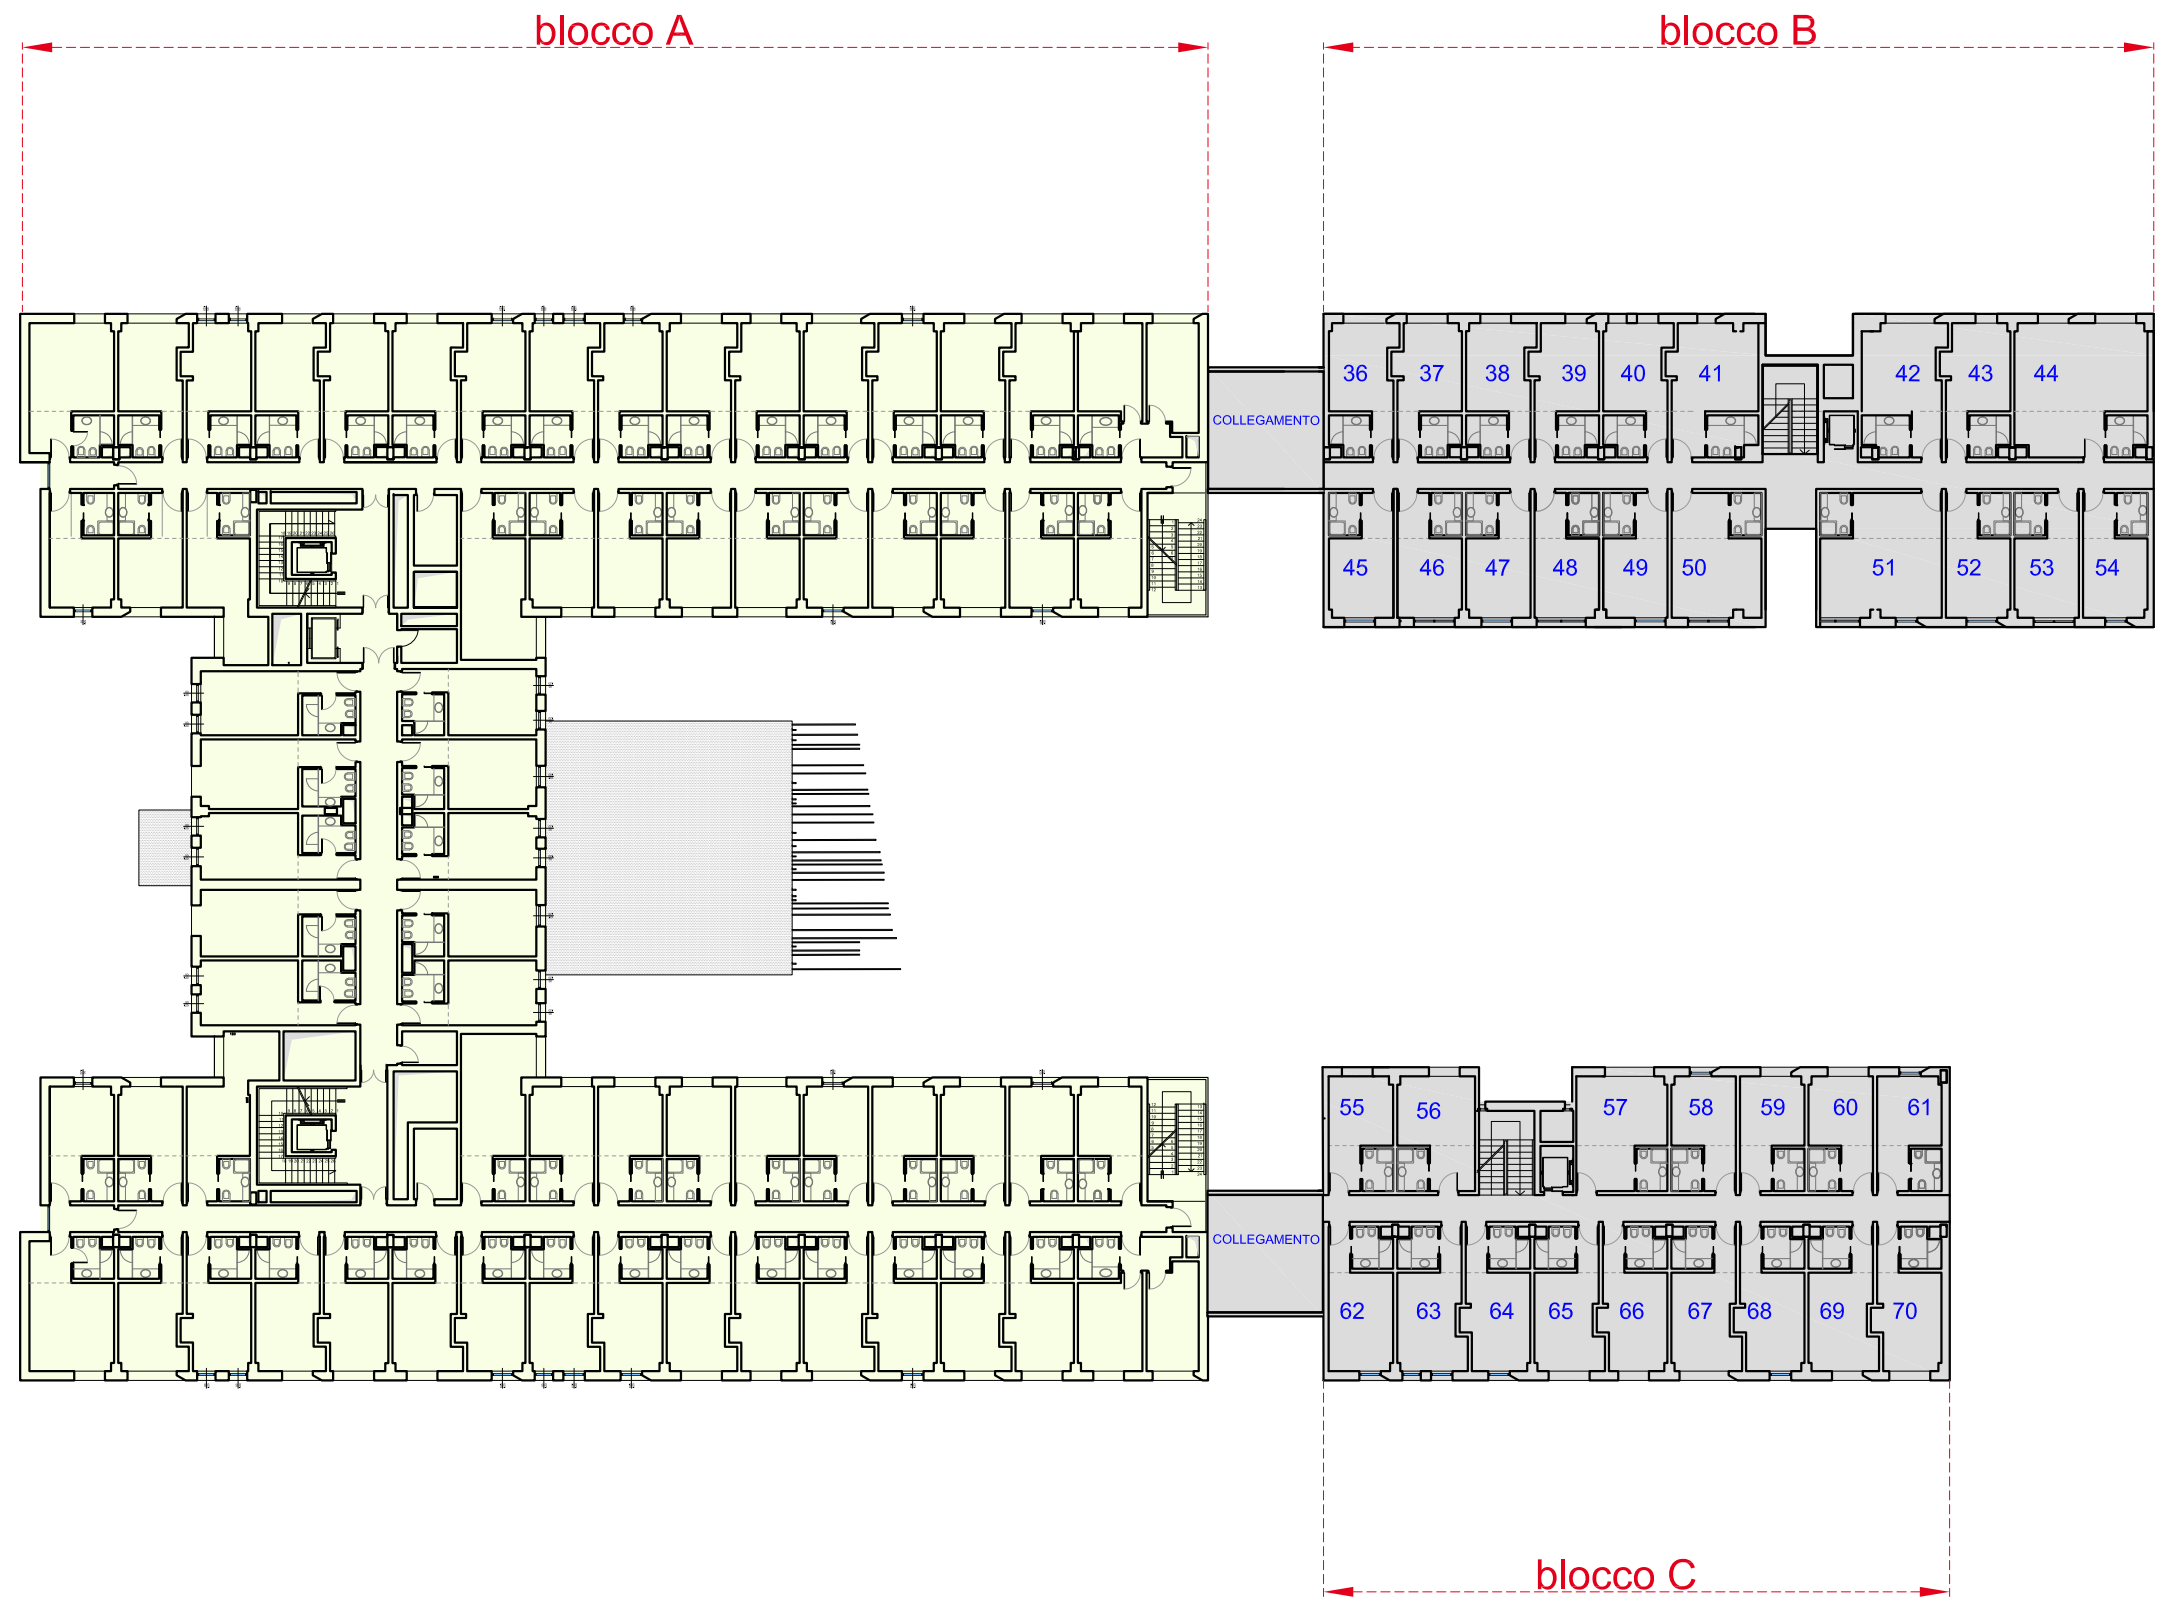 blocco A
blocco B
36 37 38 39 40 41 42 43 44
COLLEGAMENTO
45 46 47 48 49 50 51 52 53 54
55 56 57 58 59 60 61
COLLEGAMENTO
62 63 64 65 66 67 68 69 70
blocco C